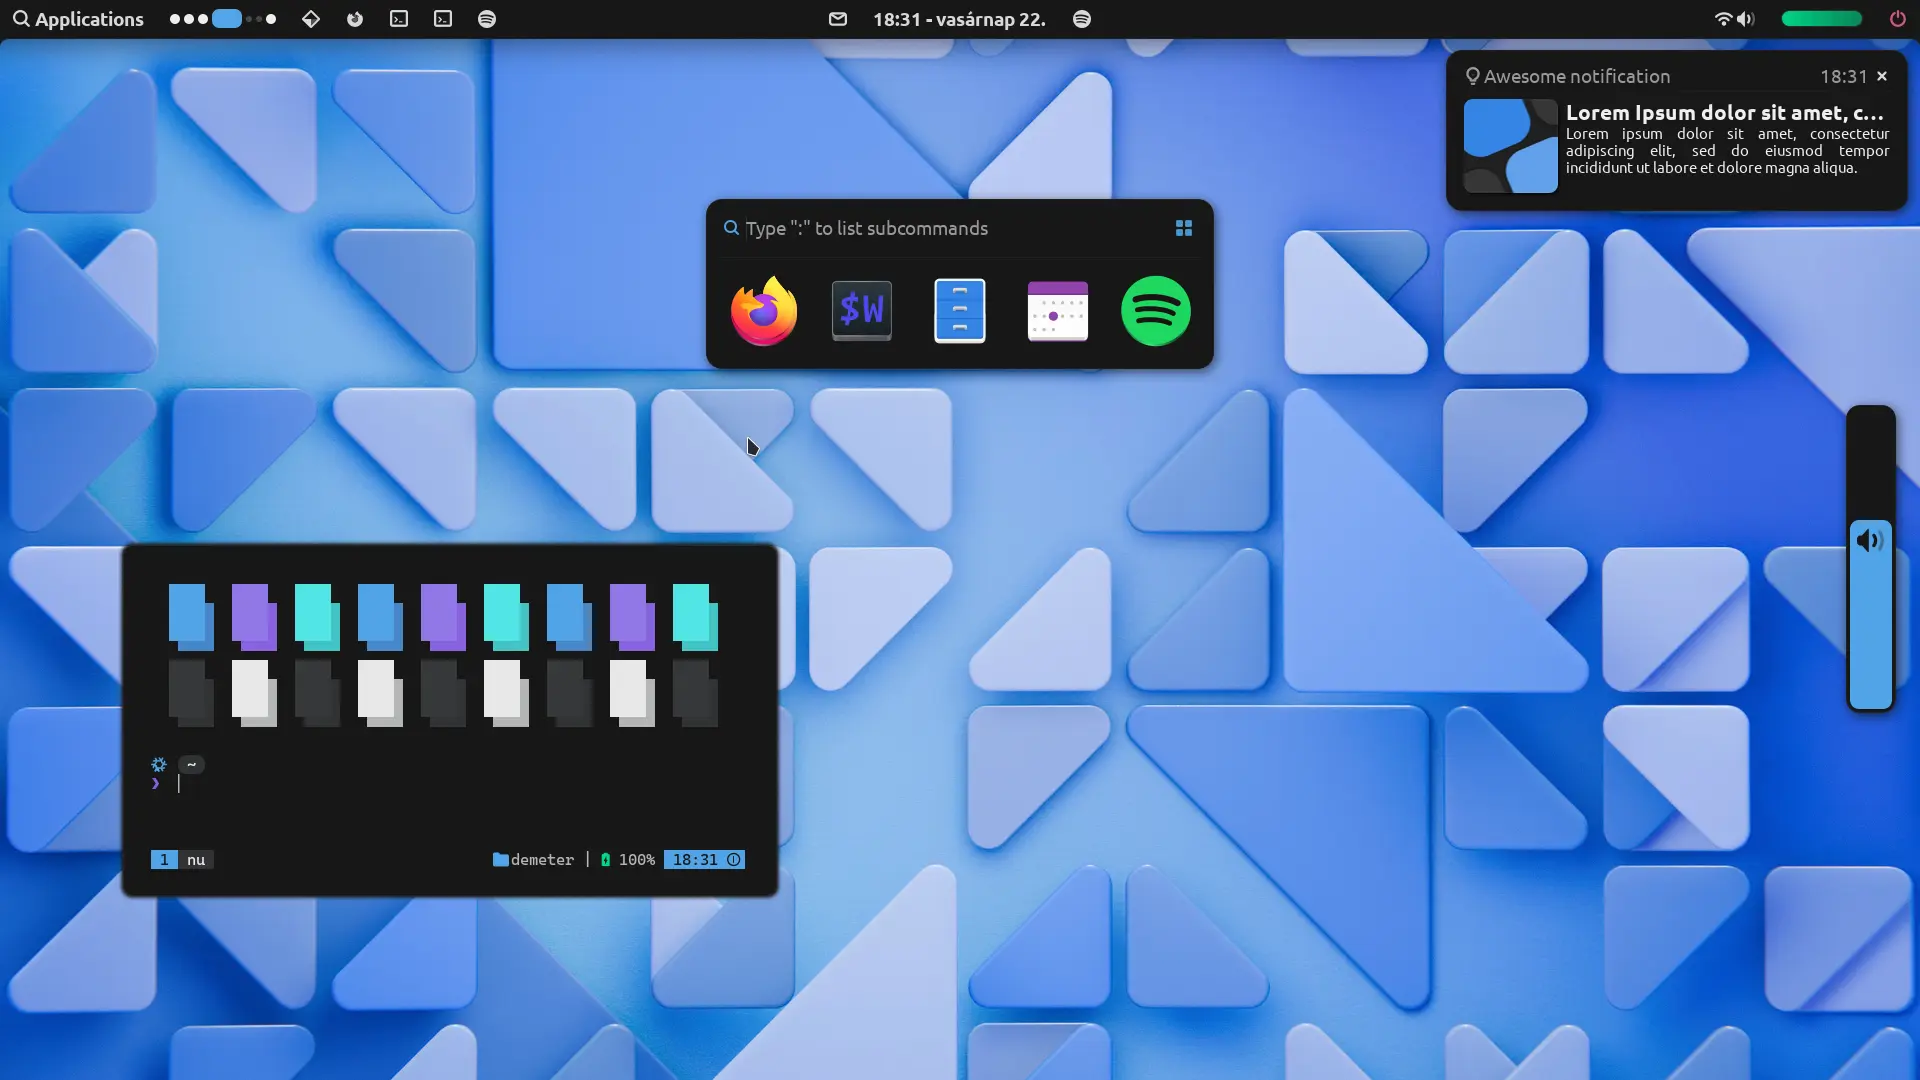 Applications
18:31 - vasárnap 22.
Awesome notification 18:31
Lorem Ipsum dolor sit amet, c...
Lorem ipsum dolor sit amet, consectetur
adipiscing elit, sed do eiusmod tempor
incididunt ut labore et dolore magna aliqua.
Type ":" to list subcommands
$W
~
❯
1 nu demeter | 100% 18:31